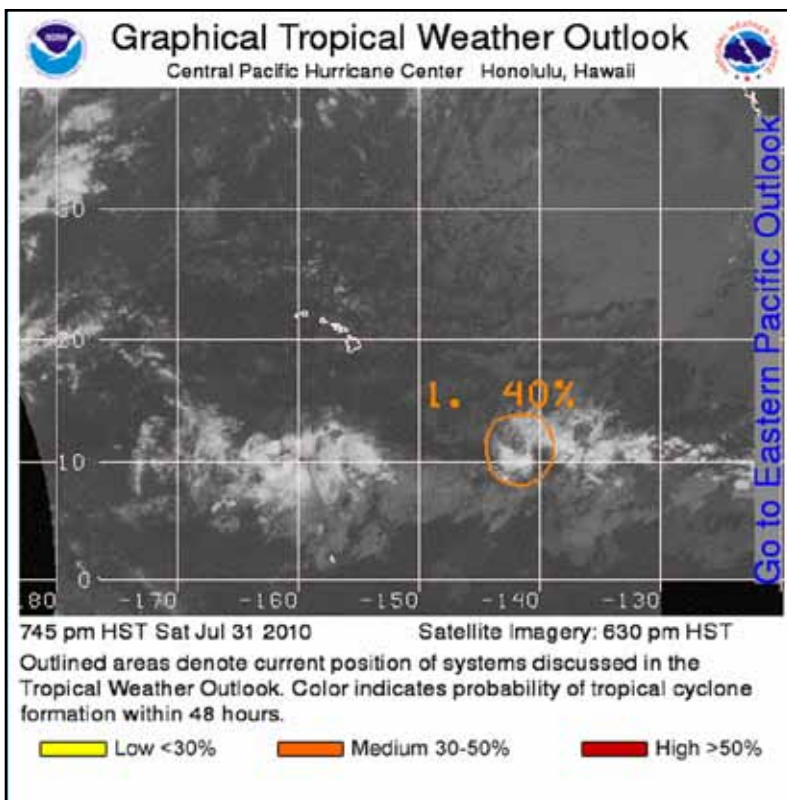 Graphical Tropical Weather Outlook
Central Pacific Hurricane Center Honolulu, Hawaii
NOAA
Go to Eastern Pacific Outlook
30
20
1. 40%
10
0
80 -170 -160 -150 -140 -130
745 pm HST Sat Jul 31 2010 Satellite Imagery: 630 pm HST
Outlined areas denote current position of systems discussed in the
Tropical Weather Outlook. Color indicates probability of tropical cyclone
formation within 48 hours.
Low <30% Medium 30-50% High >50%